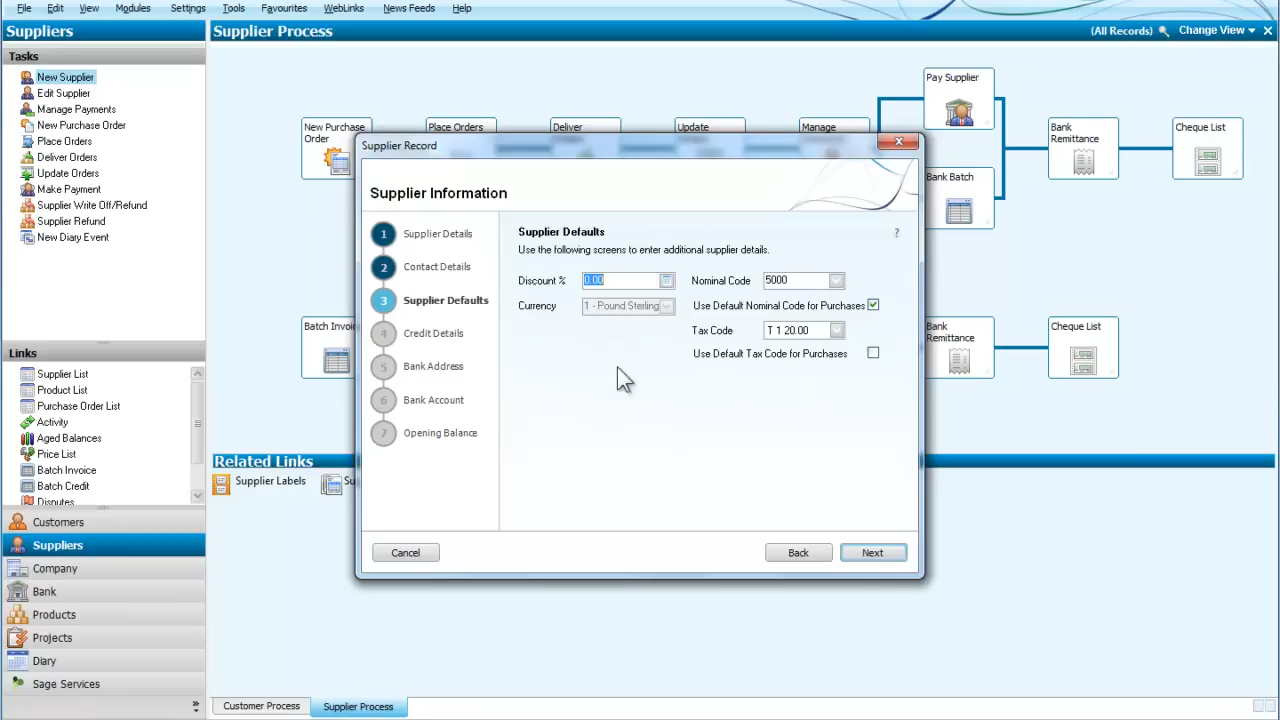 File Edit View Modules Settings Tools Favourites WebLinks News Feeds Help
Suppliers
Supplier Process
(All Records) Change View
Tasks
New Supplier
Edit Supplier
Manage Payments
New Purchase Order
Place Orders
Deliver Orders
Update Orders
Make Payment
Supplier Write Off/Refund
Supplier Refund
New Diary Event
Links
Supplier List
Product List
Purchase Order List
Activity
Aged Balances
Price List
Batch Invoice
Batch Credit
Disputes
Customers
Suppliers
Company
Bank
Products
Projects
Diary
Sage Services
New Purchase
Order
Place Orders
Deliver
Update
Manage
Pay Supplier
Bank Batch
Bank
Remittance
Cheque List
Supplier Record
Supplier Information
1 Supplier Details
2 Contact Details
3 Supplier Defaults
4 Credit Details
5 Bank Address
6 Bank Account
7 Opening Balance
Supplier Defaults
?
Use the following screens to enter additional supplier details.
Discount % 0.00 Nominal Code 5000
Currency 1 - Pound Sterling Use Default Nominal Code for Purchases
Tax Code T 1 20.00
Use Default Tax Code for Purchases
Cancel Back Next
Batch Invoi
Bank
Remittance
Cheque List
Related Links
Supplier Labels Su
Customer Process Supplier Process